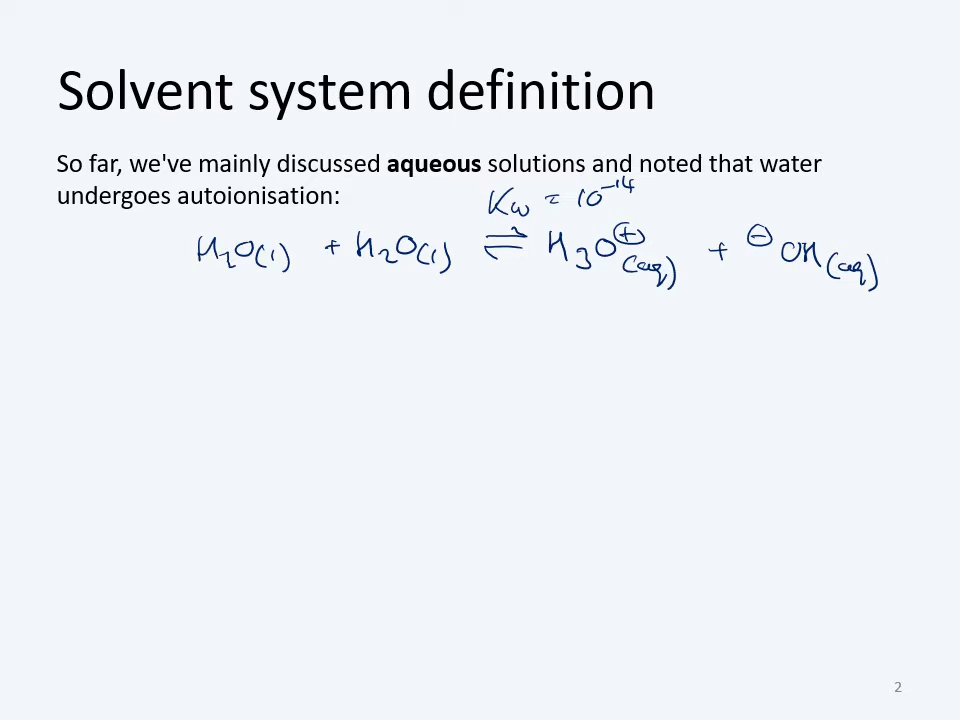 Solvent system definition
So far, we've mainly discussed aqueous solutions and noted that water
undergoes autoionisation:
Kw = 10⁻¹⁴
H₂O(l) + H₂O(l) ⇌ H₃O⊕(aq) + ⊖OH(aq)
2